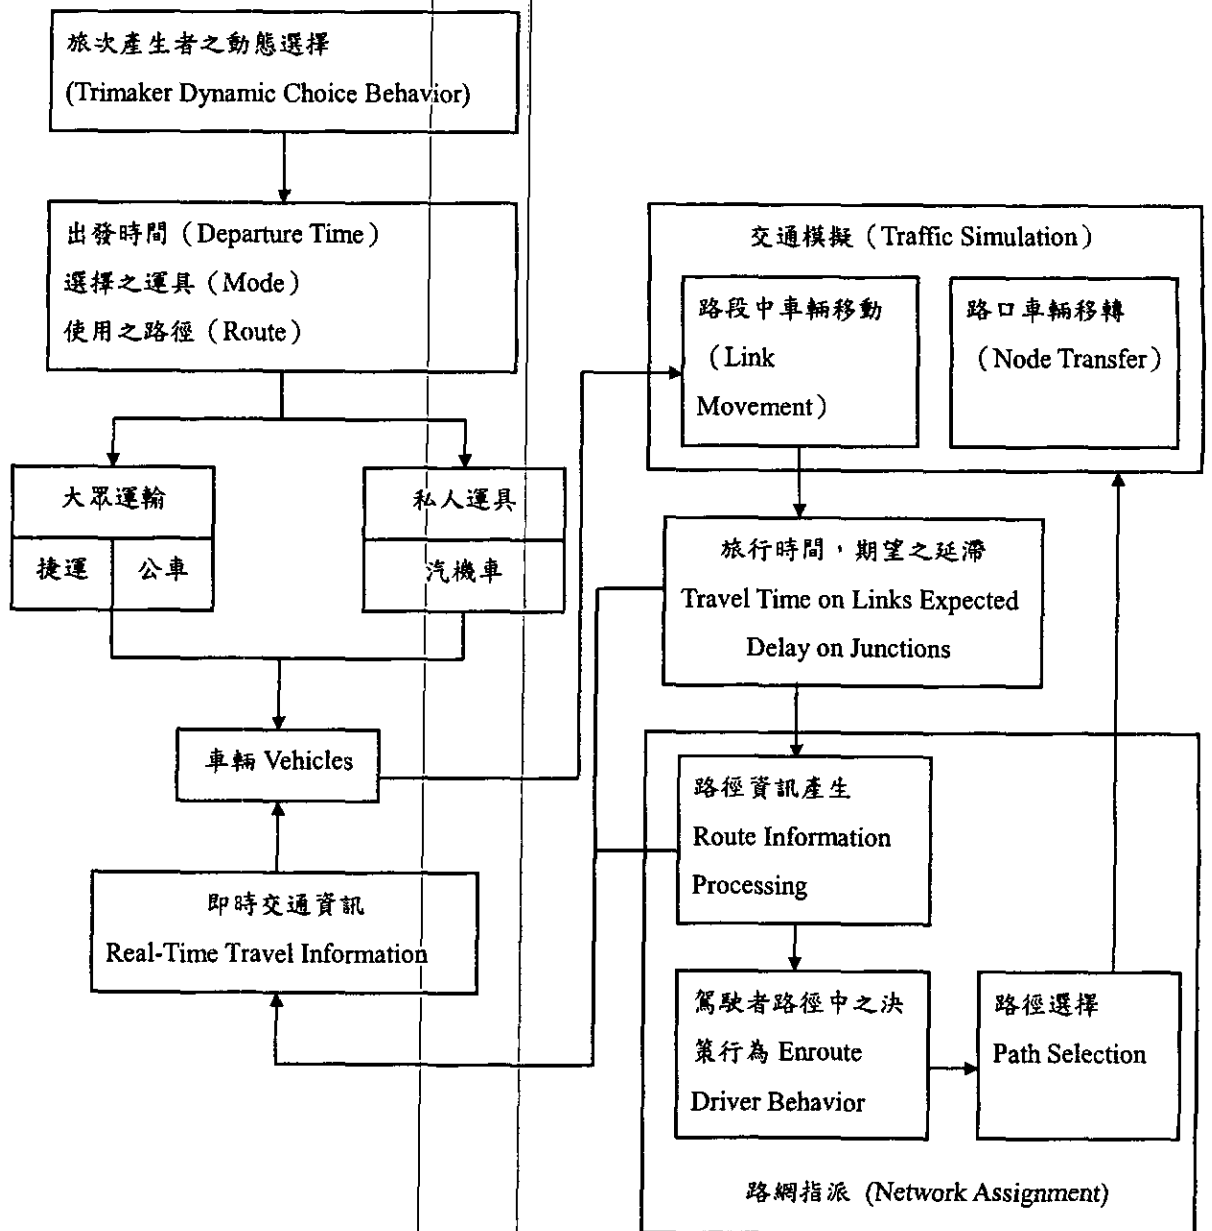 旅次產生者之動態選擇
(Trimaker Dynamic Choice Behavior)
出發時間（Departure Time）
選擇之運具（Mode）
使用之路徑（Route）
大眾運輸
捷運
公車
私人運具
汽機車
車輛 Vehicles
即時交通資訊
Real-Time Travel Information
交通模擬（Traffic Simulation）
路段中車輛移動
（Link
Movement）
路口車輛移轉
（Node Transfer）
旅行時間，期望之延滯
Travel Time on Links Expected
Delay on Junctions
路徑資訊產生
Route Information
Processing
駕駛者路徑中之決
策行為 Enroute
Driver Behavior
路徑選擇
Path Selection
路網指派 (Network Assignment)